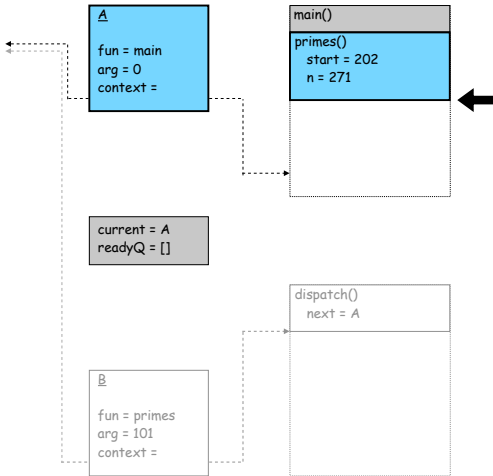 A
fun = main
arg = 0
context =
main()
primes()
start = 202
n = 271
current = A
readyQ = []
dispatch()
next = A
B
fun = primes
arg = 101
context =